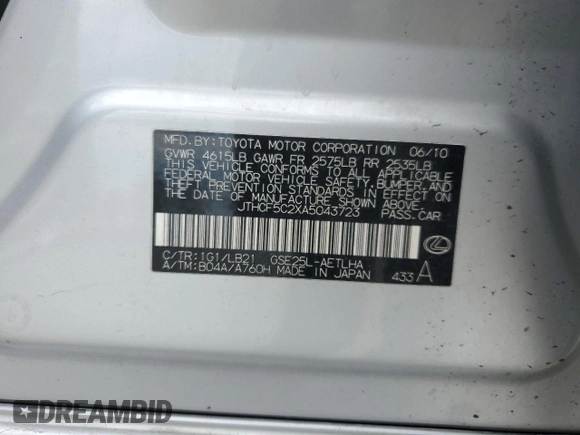 MFD.BY:TOYOTA MOTOR CORPORATION 06/10
GVWR 4615LB GAWR FR 2575LB RR 2535LB
THIS VEHICLE CONFORMS TO ALL APPLICABLE
FEDERAL MOTOR VEHICLE SAFETY,BUMPER,AND
THEFT PREVENTION STANDARDS IN EFFECT ON
THE DATE OF MANUFACTURE SHOWN ABOVE.
JTHCF5C2XA5043723 PASS.CAR
C/TR:1G1/LB21 GSE25L-AETLHA
A/TM:B04A/A760H MADE IN JAPAN 433 A
DREAMBID